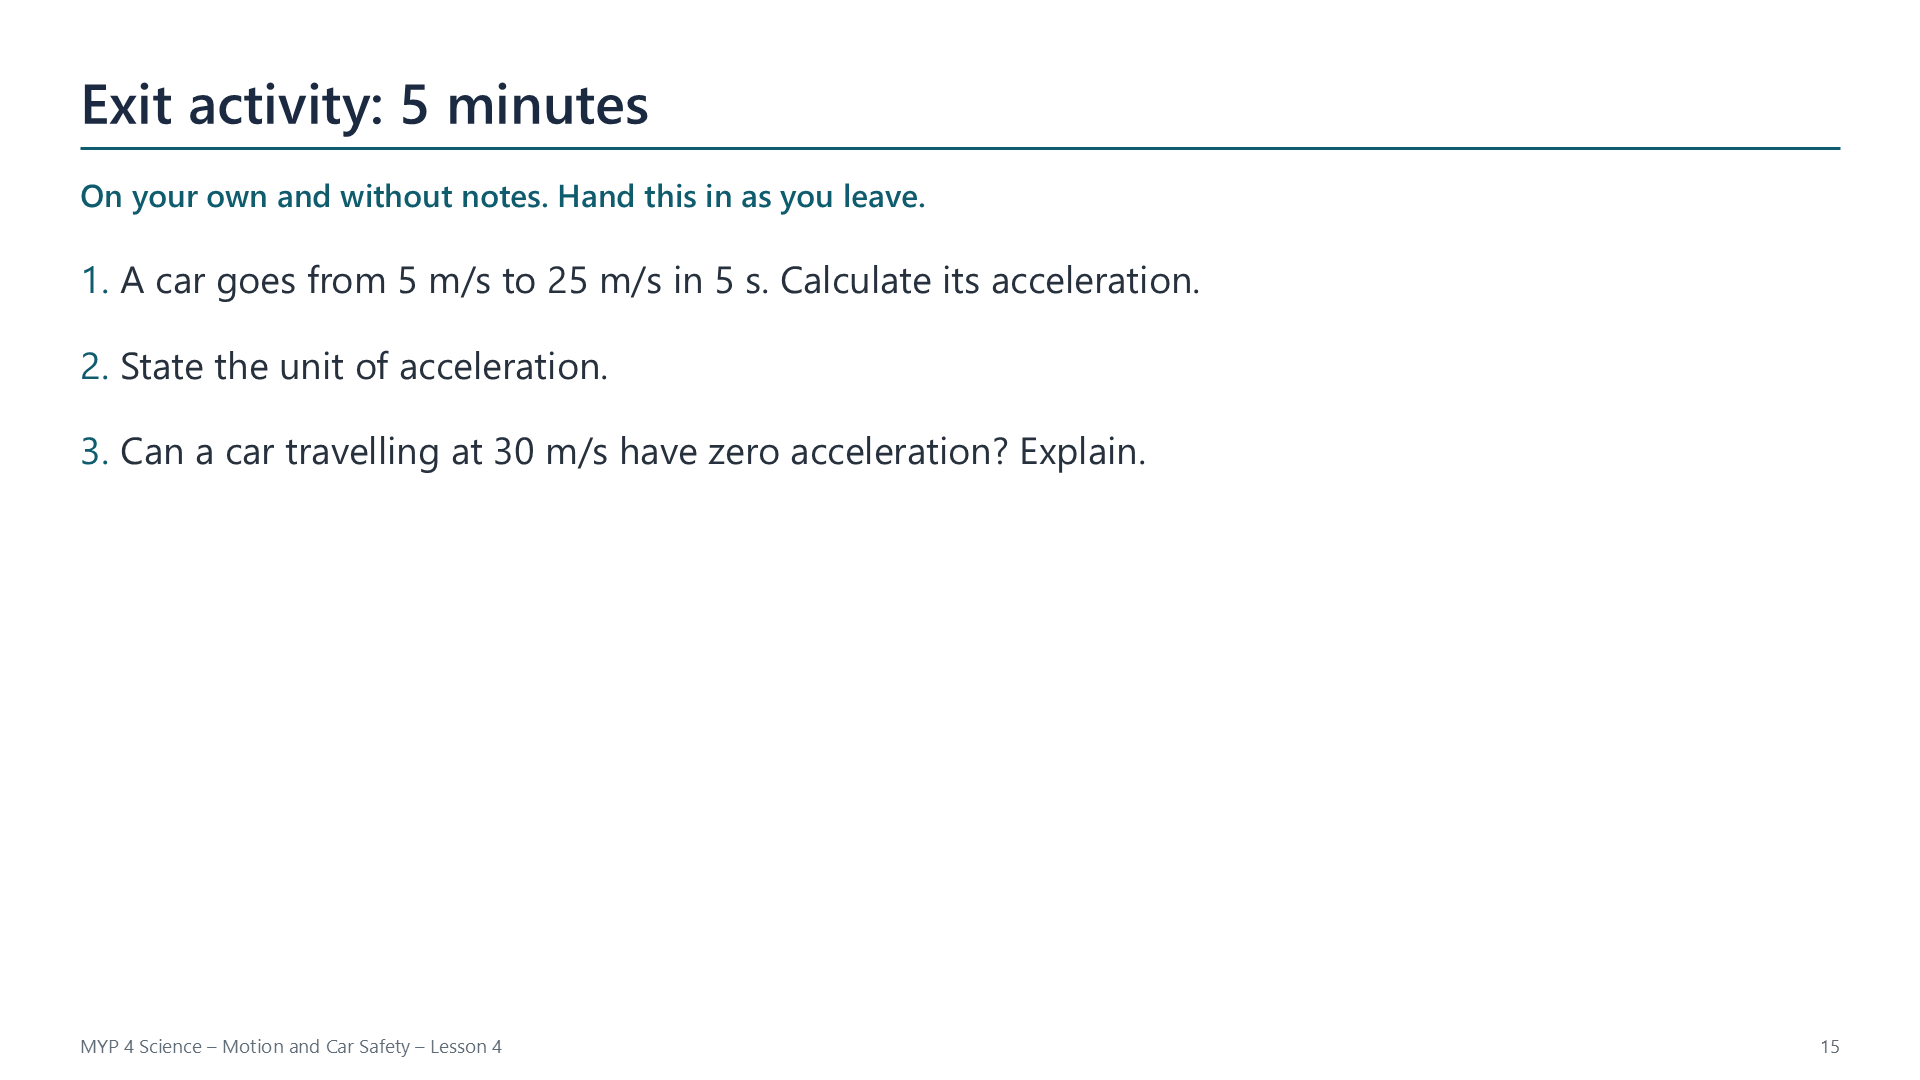 Exit activity: 5 minutes
On your own and without notes. Hand this in as you leave.
1. A car goes from 5 m/s to 25 m/s in 5 s. Calculate its acceleration.
2. State the unit of acceleration.
3. Can a car travelling at 30 m/s have zero acceleration? Explain.
MYP 4 Science – Motion and Car Safety – Lesson 4
15